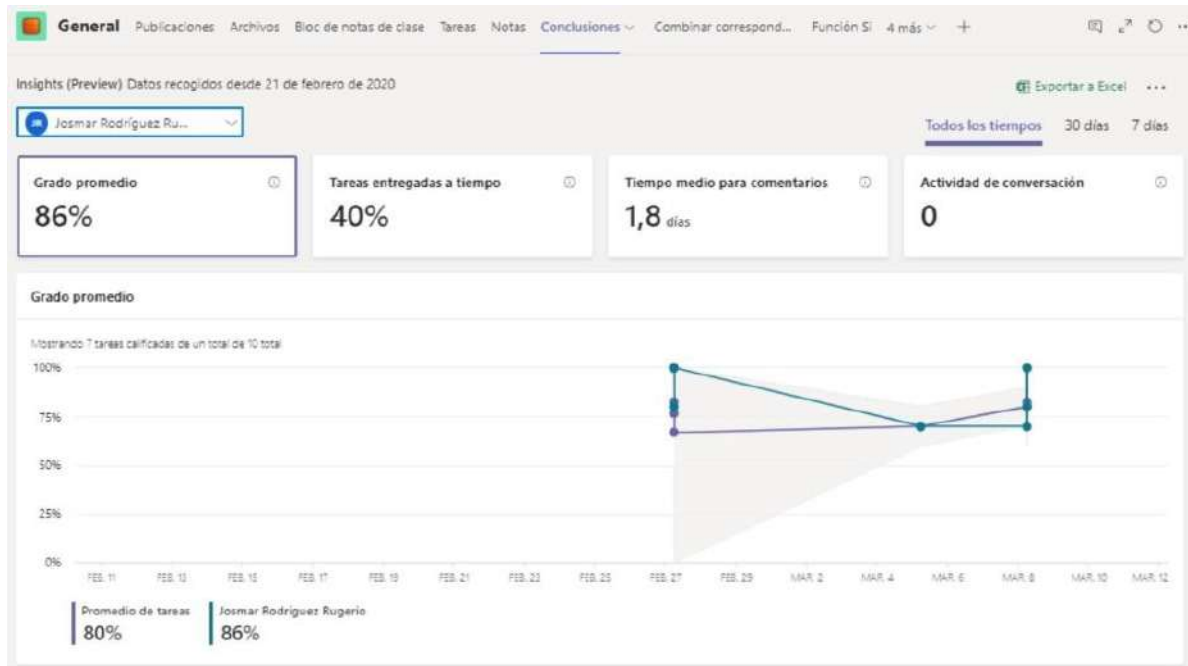 General Publicaciones Archivos Bloc de notas de clase Tareas Notas Conclusiones Combinar correspond... Función Si 4 más
Insights (Preview) Datos recogidos desde 21 de febrero de 2020
Exportar a Excel
JR Josmar Rodríguez Ru...
Todos los tiempos 30 días 7 días
Grado promedio
86%
Tareas entregadas a tiempo
40%
Tiempo medio para comentarios
1,8 días
Actividad de conversación
0
Grado promedio
Mostrando 7 tareas calificadas de un total de 10 total
100%
75%
50%
25%
0%
FEB. 11 FEB. 13 FEB. 15 FEB. 17 FEB. 19 FEB. 21 FEB. 23 FEB. 25 FEB. 27 FEB. 29 MAR. 2 MAR. 4 MAR. 6 MAR. 8 MAR. 10 MAR. 12
Promedio de tareas
80%
Josmar Rodríguez Rugerio
86%